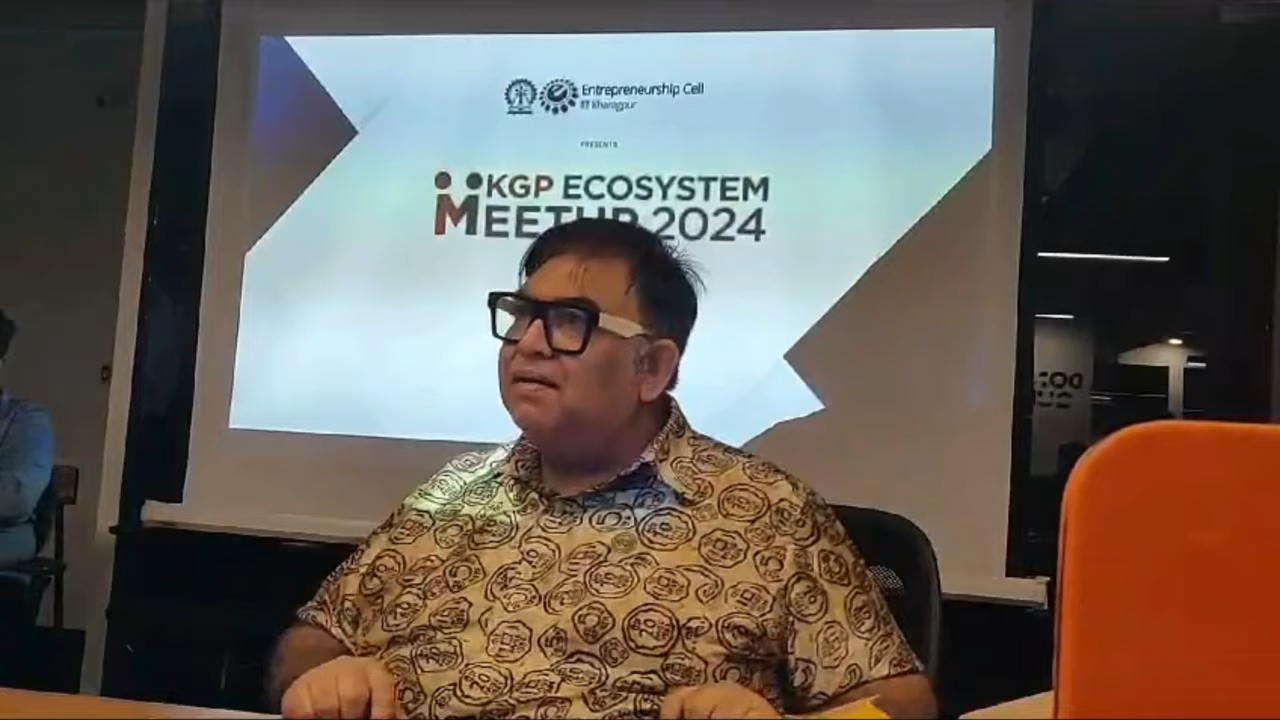 Entrepreneurship Cell
IIT Kharagpur
PRESENTS
KGP ECOSYSTEM
MEETUP 2024